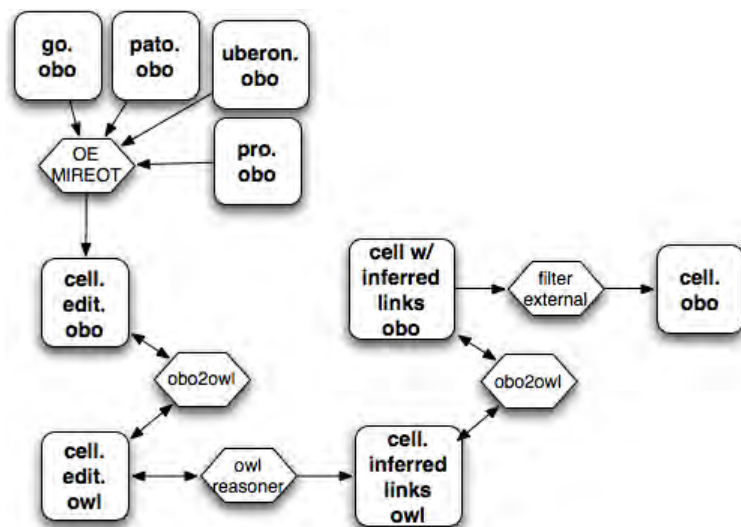 go.
obo
pato.
obo
uberon.
obo
OE
MIREOT
pro.
obo
cell.
edit.
obo
cell w/
inferred
links
obo
filter
external
cell.
obo
obo2owl
obo2owl
cell.
edit.
owl
owl
reasoner
cell.
inferred
links
owl